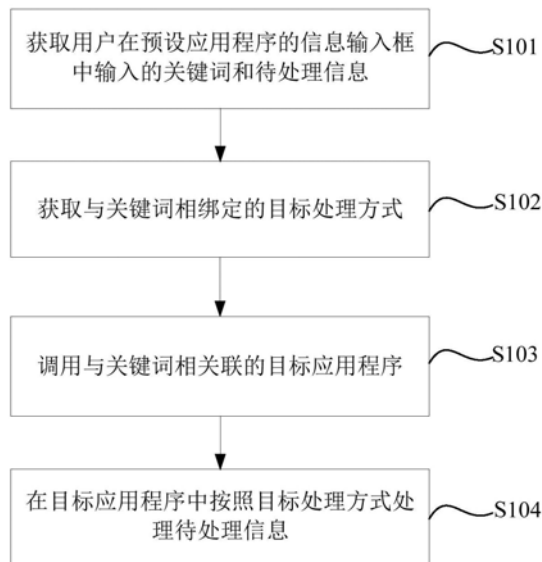 获取用户在预设应用程序的信息输入框
中输入的关键词和待处理信息
S101
获取与关键词相绑定的目标处理方式
S102
调用与关键词相关联的目标应用程序
S103
在目标应用程序中按照目标处理方式处
理待处理信息
S104